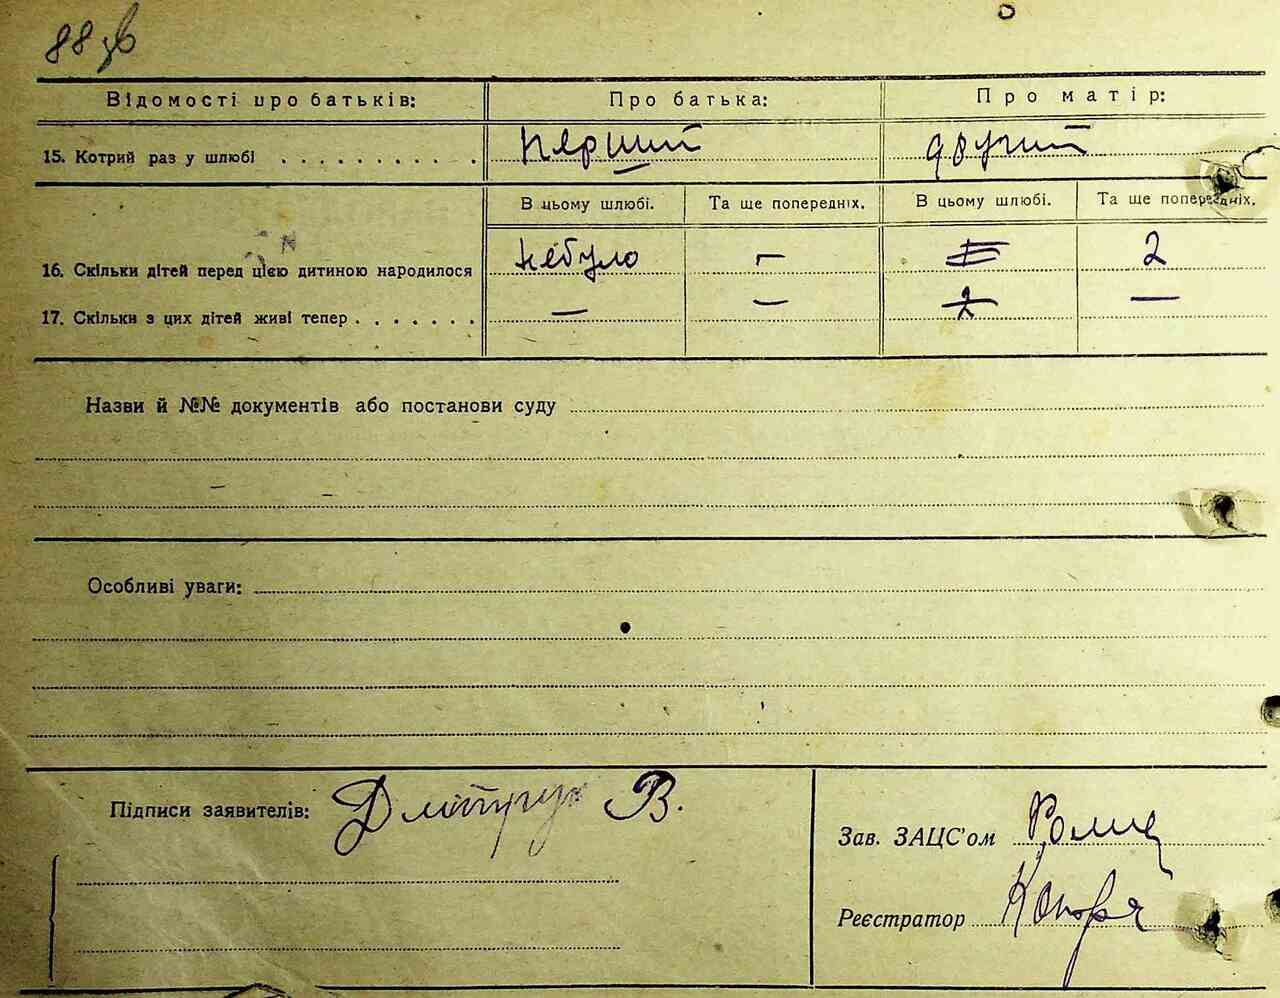 88 зв
Відомості про батьків: Про батька: Про матір:
15. Котрий раз у шлюбі . . . . . . . . . . перший другий
В цьому шлюбі. Та ще попередніх. В цьому шлюбі. Та ще попередніх.
16. Скільки дітей перед цією дитиною народилося небуло — 2
17. Скільки з цих дітей живі тепер . . . . . . . — — —
Назви й №№ документів або постанови суду
Особливі уваги:
Підписи заявителів: Дмітрук В.
Зав. ЗАЦС'ом
Реєстратор